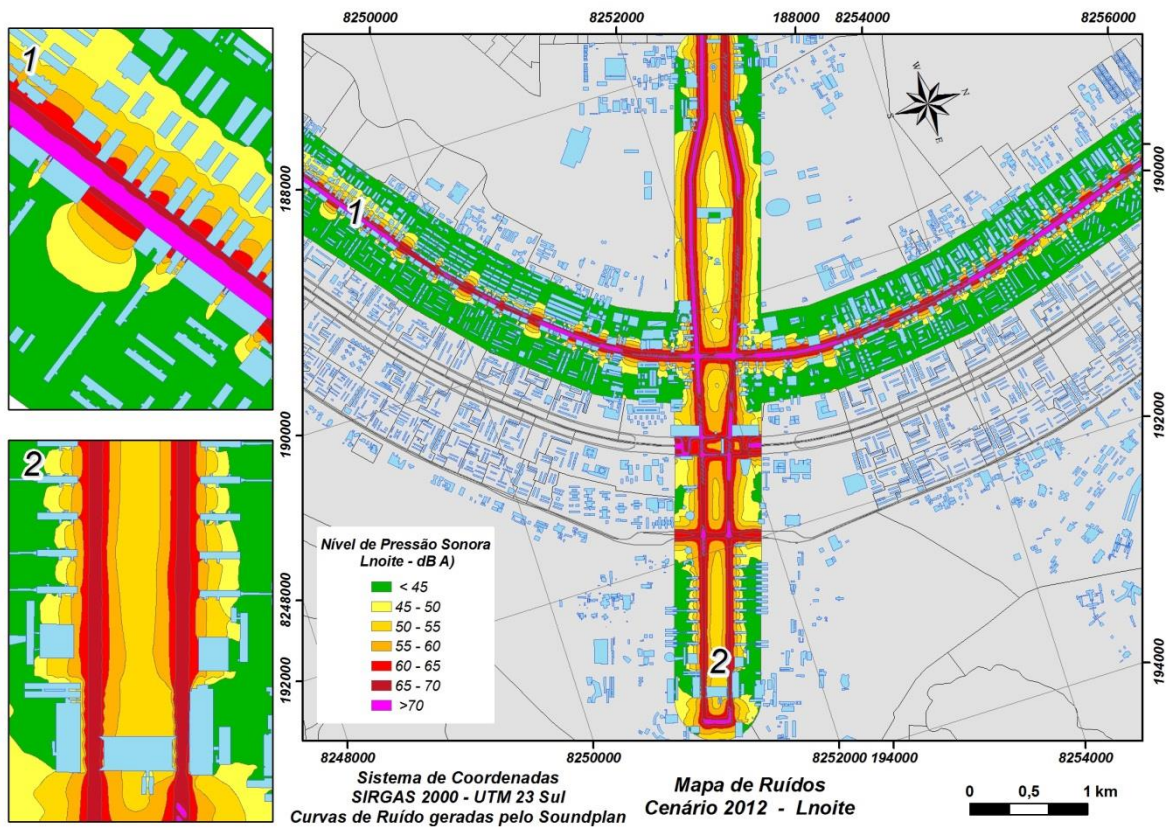 8250000
8252000
188000
8254000
8256000
1
W
N
S
E
188000
190000
1
190000
192000
2
Nível de Pressão Sonora
Lnoite - dB A)
< 45
45 - 50
50 - 55
55 - 60
60 - 65
65 - 70
>70
8248000
192000
2
194000
8248000
8250000
8252000
194000
8254000
Sistema de Coordenadas
SIRGAS 2000 - UTM 23 Sul
Curvas de Ruído geradas pelo Soundplan
Mapa de Ruídos
Cenário 2012 - Lnoite
0 0,5 1 km